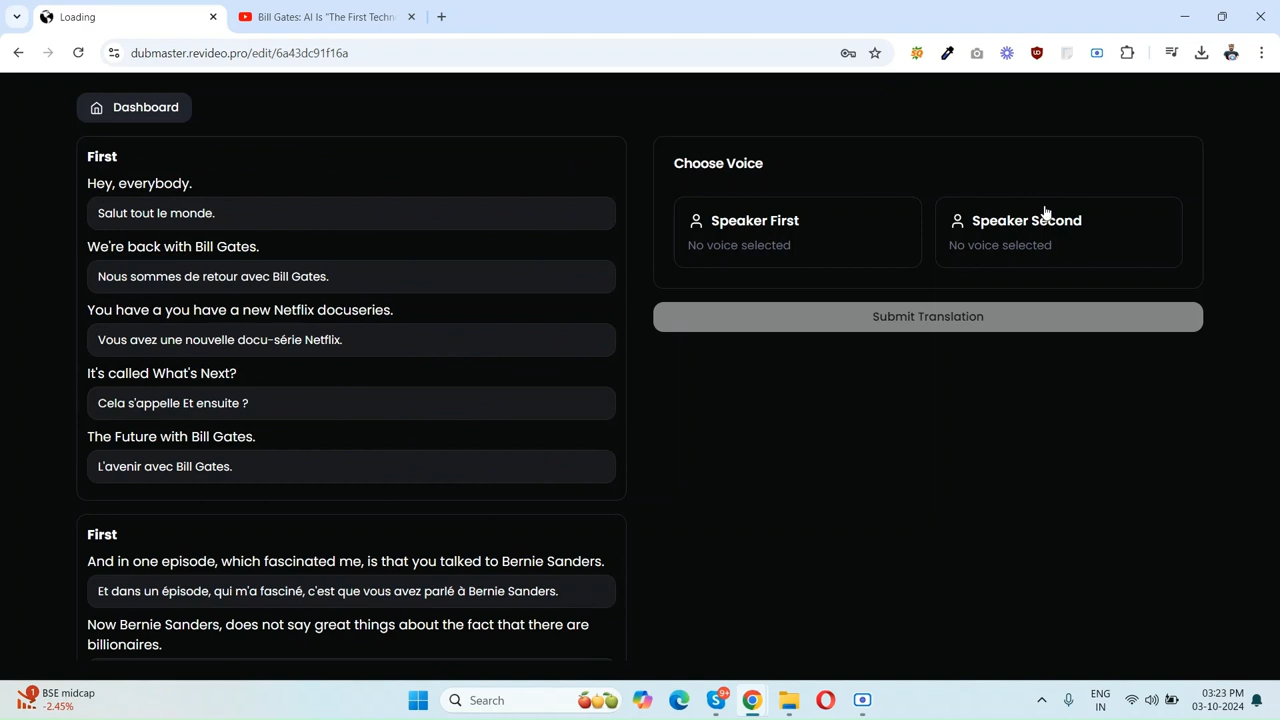 Loading
Bill Gates: AI Is "The First Techn
dubmaster.revideo.pro/edit/6a43dc91f16a
Dashboard
First
Hey, everybody.
Salut tout le monde.
We're back with Bill Gates.
Nous sommes de retour avec Bill Gates.
You have a you have a new Netflix docuseries.
Vous avez une nouvelle docu-série Netflix.
It's called What's Next?
Cela s'appelle Et ensuite ?
The Future with Bill Gates.
L'avenir avec Bill Gates.
First
And in one episode, which fascinated me, is that you talked to Bernie Sanders.
Et dans un épisode, qui m'a fasciné, c'est que vous avez parlé à Bernie Sanders.
Now Bernie Sanders, does not say great things about the fact that there are
billionaires.
Choose Voice
Speaker First
No voice selected
Speaker Second
No voice selected
Submit Translation
1
BSE midcap
-2.45%
Search
9+
ENG
IN
03:23 PM
03-10-2024